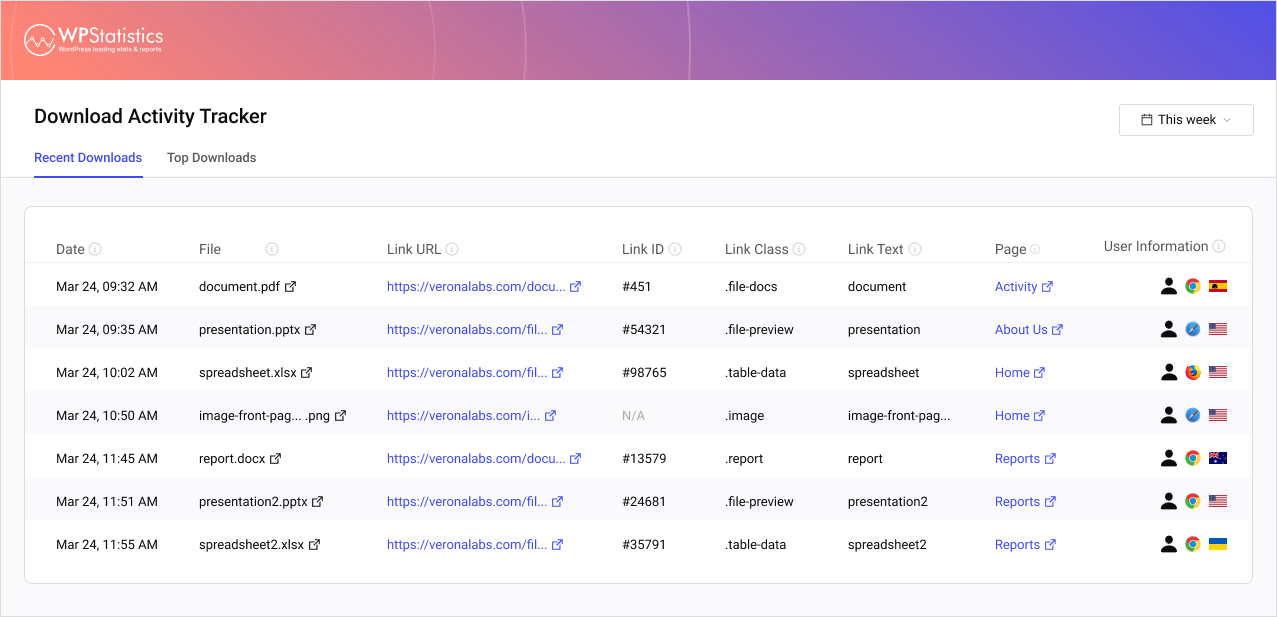 WPStatistics
WordPress leading stats & reports
Download Activity Tracker
This week
Recent Downloads Top Downloads
Date File Link URL Link ID Link Class Link Text Page User Information
Mar 24, 09:32 AM document.pdf https://veronalabs.com/docu... #451 .file-docs document Activity
Mar 24, 09:35 AM presentation.pptx https://veronalabs.com/fil... #54321 .file-preview presentation About Us
Mar 24, 10:02 AM spreadsheet.xlsx https://veronalabs.com/fil... #98765 .table-data spreadsheet Home
Mar 24, 10:50 AM image-front-pag... .png https://veronalabs.com/i... N/A .image image-front-pag... Home
Mar 24, 11:45 AM report.docx https://veronalabs.com/docu... #13579 .report report Reports
Mar 24, 11:51 AM presentation2.pptx https://veronalabs.com/fil... #24681 .file-preview presentation2 Reports
Mar 24, 11:55 AM spreadsheet2.xlsx https://veronalabs.com/fil... #35791 .table-data spreadsheet2 Reports